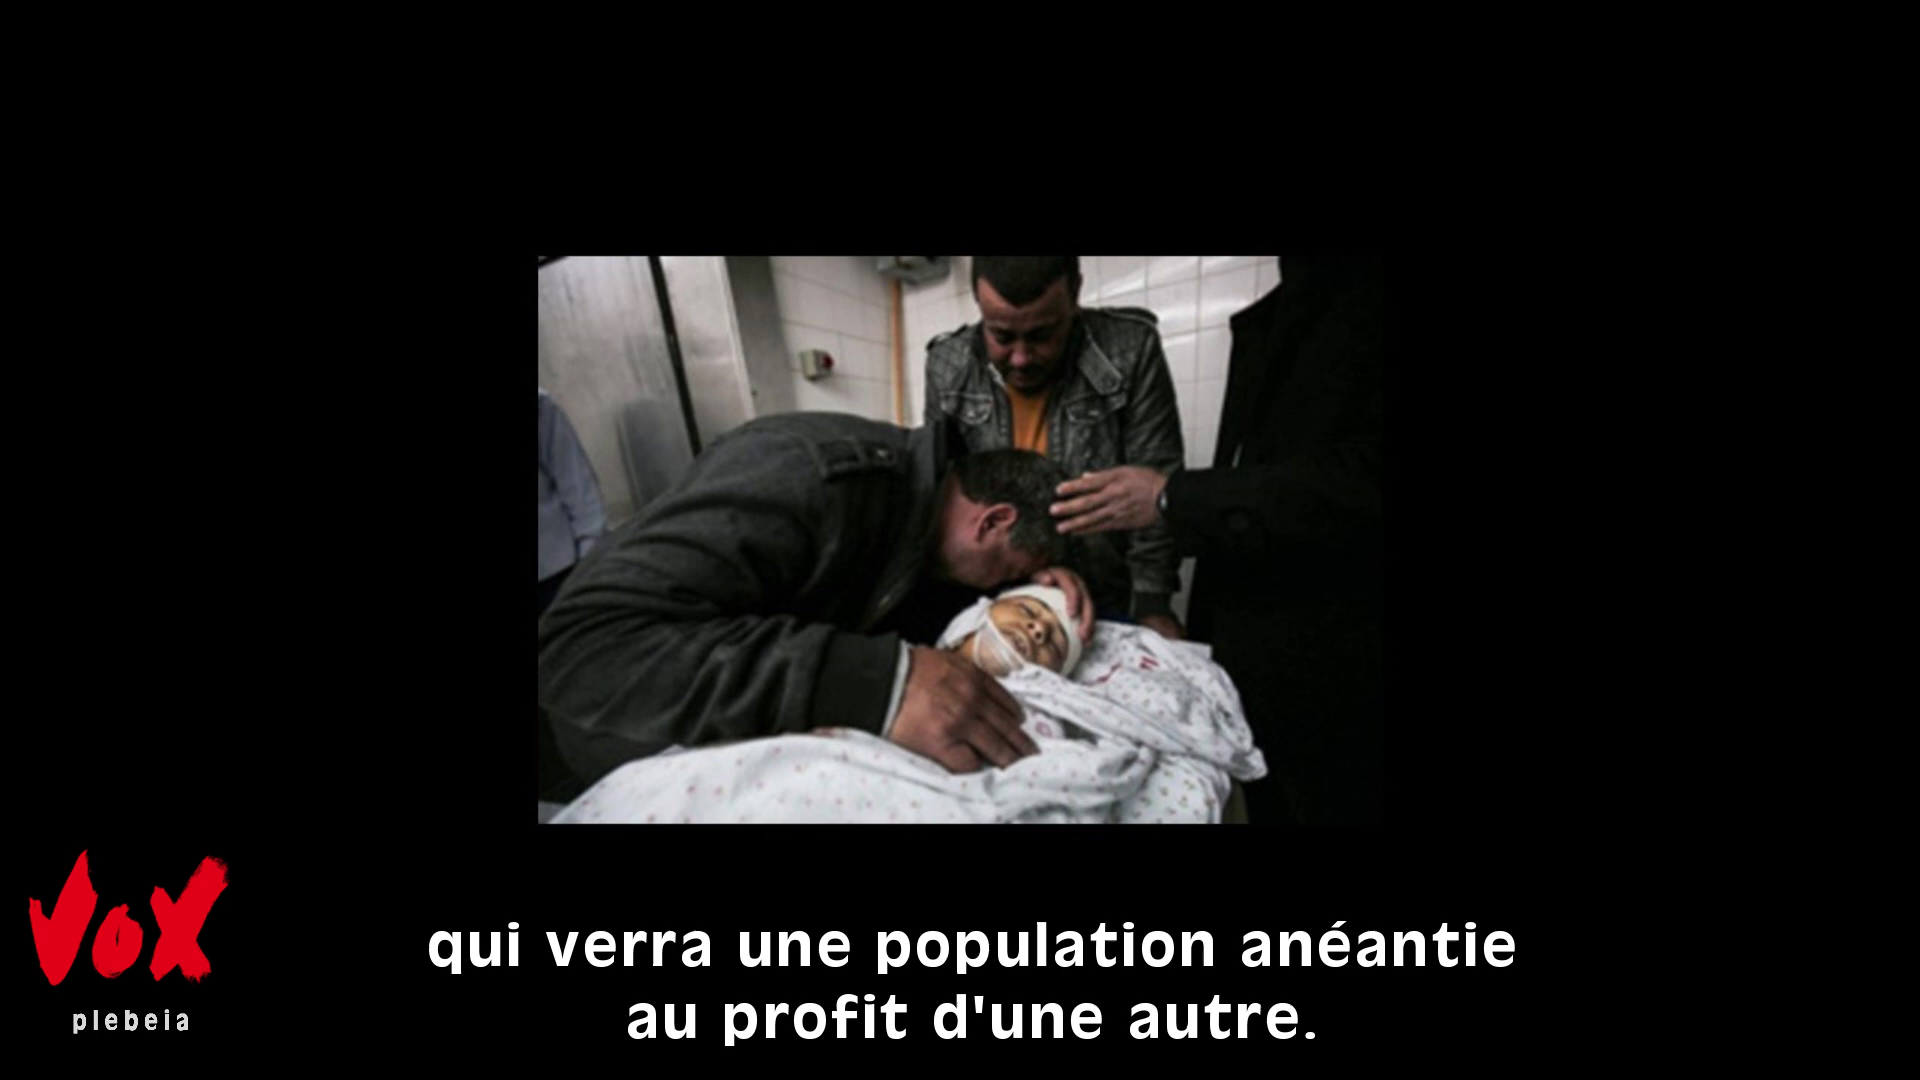 vox
plebeia
qui verra une population anéantie
au profit d'une autre.